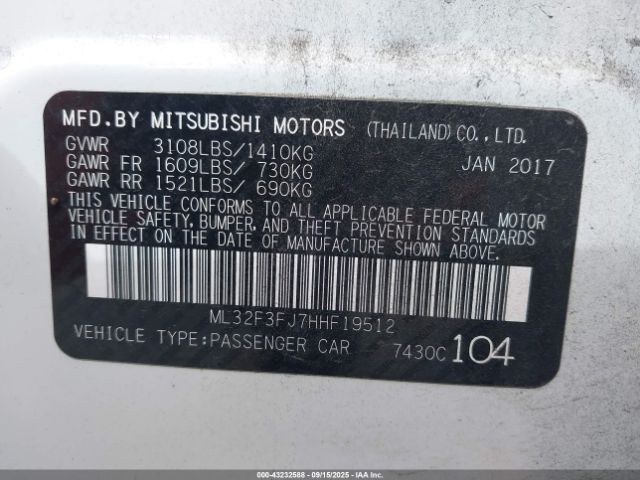 MFD.BY MITSUBISHI MOTORS (THAILAND)CO.,LTD.
GVWR 3108LBS/1410KG JAN 2017
GAWR FR 1609LBS/ 730KG
GAWR RR 1521LBS/ 690KG
THIS VEHICLE CONFORMS TO ALL APPLICABLE FEDERAL MOTOR
VEHICLE SAFETY, BUMPER, AND THEFT PREVENTION STANDARDS
IN EFFECT ON THE DATE OF MANUFACTURE SHOWN ABOVE.
ML32F3FJ7HHF19512
VEHICLE TYPE:PASSENGER CAR 7430C 104
000-43232588 - 09/15/2025 - IAAI.COM